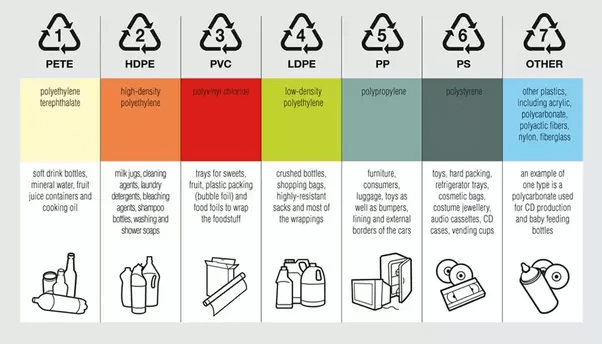 1
PETE
polyethylene
terephthalate
soft drink bottles,
mineral water, fruit
juice containers and
cooking oil
2
HDPE
high-density
polyethylene
milk jugs, cleaning
agents, laundry
detergents, bleaching
agents, shampoo
bottles, washing and
shower soaps
3
PVC
polyvinyl chloride
trays for sweets,
fruit, plastic packing
(bubble foil) and
food foils to wrap
the foodstuff
4
LDPE
low-density
polyethylene
crushed bottles,
shopping bags,
highly-resistant
sacks and most of
the wrappings
5
PP
polypropylene
furniture,
consumers,
luggage, toys as
well as bumpers,
lining and external
borders of the cars
6
PS
polystyrene
toys, hard packing,
refrigerator trays,
cosmetic bags,
costume jewellery,
audio cassettes, CD
cases, vending cups
7
OTHER
other plastics,
including acrylic,
polycarbonate,
polyactic fibers,
nylon, fiberglass
an example of
one type is a
polycarbonate used
for CD production
and baby feeding
bottles